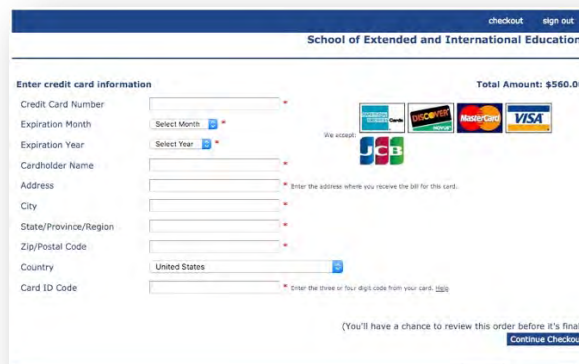 checkout sign out
School of Extended and International Education
Enter credit card information Total Amount: $560.0
Credit Card Number *
Expiration Month Select Month *
Expiration Year Select Year *
We accept: Cards DISCOVER NOVUS MasterCard VISA
JCB
Cardholder Name *
Address * Enter the address where you receive the bill for this card.
City *
State/Province/Region *
Zip/Postal Code *
Country United States
Card ID Code * Enter the three or four digit code from your card. Help
(You'll have a chance to review this order before it's final
Continue Checkou